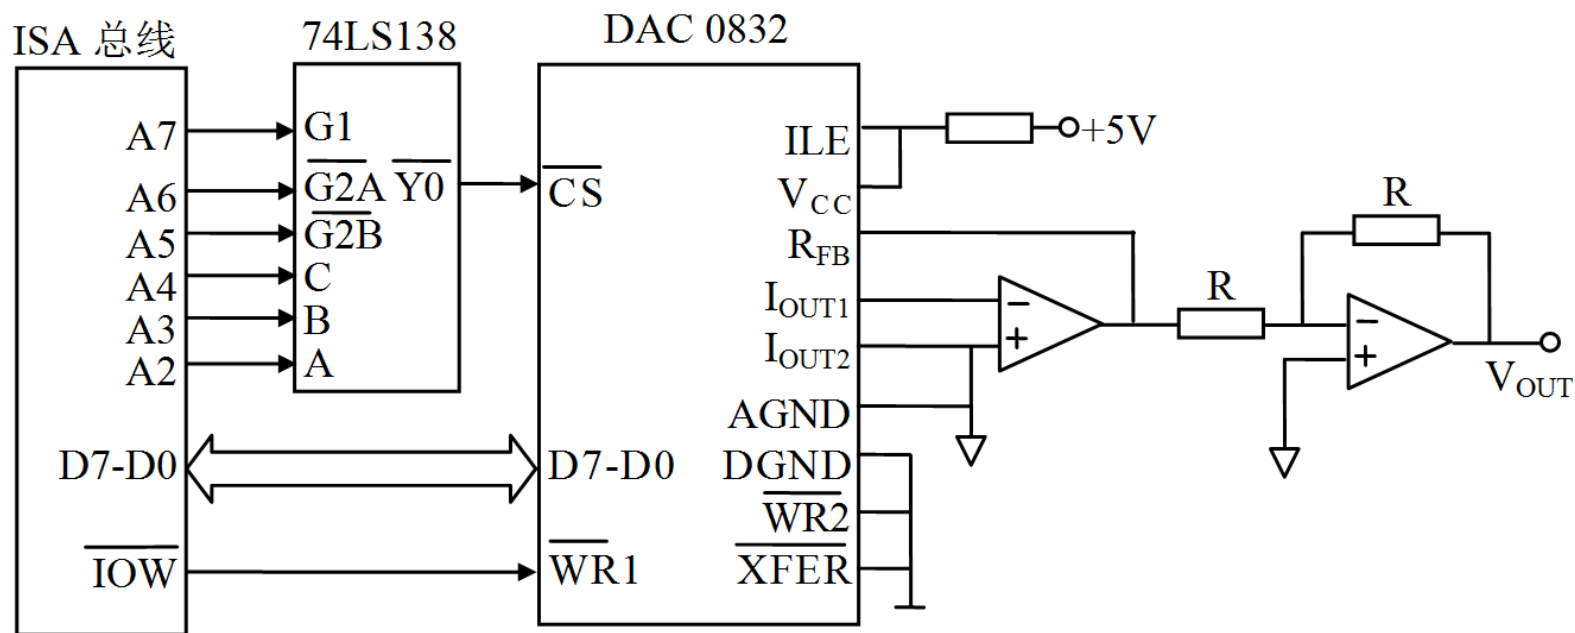 ISA 总线
74LS138
DAC 0832
A7
A6
A5
A4
A3
A2
D7-D0
IOW
G1
G2A
Y0
G2B
C
B
A
CS
D7-D0
WR1
ILE
VCC
RFB
IOUT1
IOUT2
AGND
DGND
WR2
XFER
+5V
−
+
R
R
−
+
VOUT